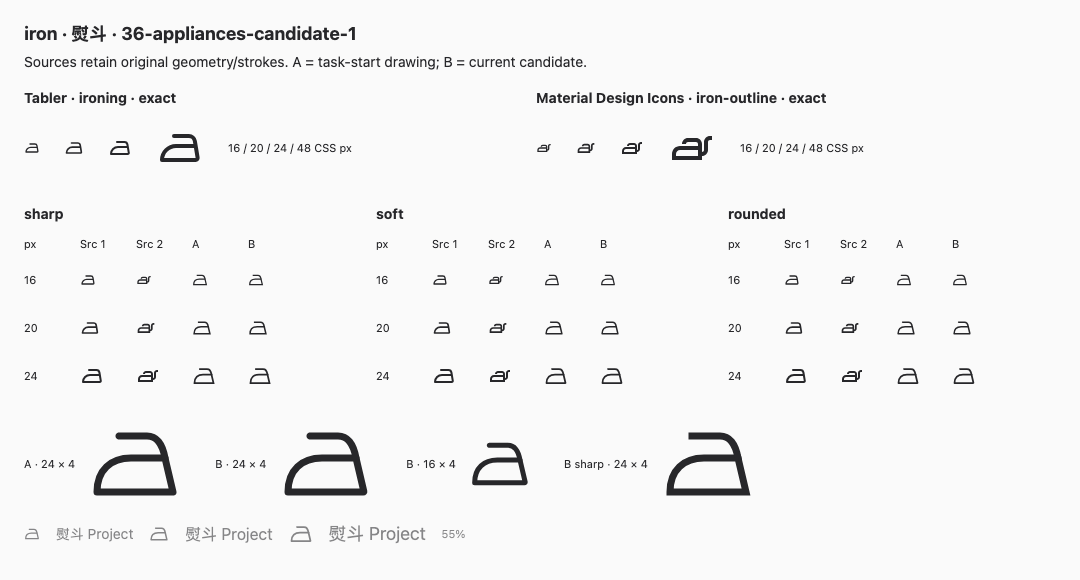 iron · 熨斗 · 36-appliances-candidate-1
Sources retain original geometry/strokes. A = task-start drawing; B = current candidate.
Tabler · ironing · exact
Material Design Icons · iron-outline · exact
16 / 20 / 24 / 48 CSS px
16 / 20 / 24 / 48 CSS px
sharp
soft
rounded
px Src 1 Src 2 A B
px Src 1 Src 2 A B
px Src 1 Src 2 A B
16
16
16
20
20
20
24
24
24
A · 24 × 4
B · 24 × 4
B · 16 × 4
B sharp · 24 × 4
熨斗 Project
熨斗 Project
熨斗 Project
55%